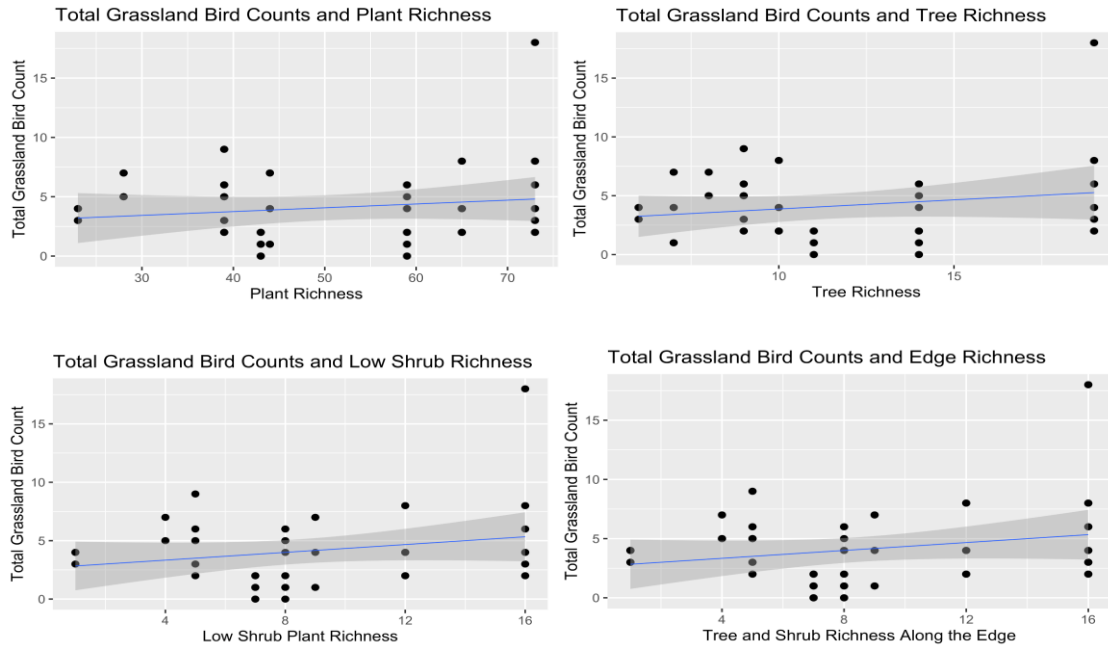 Total Grassland Bird Counts and Plant Richness
Total Grassland Bird Count
15
10
5
0
30
40
50
60
70
Plant Richness
Total Grassland Bird Counts and Tree Richness
Total Grassland Bird Count
15
10
5
0
10
15
Tree Richness
Total Grassland Bird Counts and Low Shrub Richness
Total Grassland Bird Count
15
10
5
0
4
8
12
16
Low Shrub Plant Richness
Total Grassland Bird Counts and Edge Richness
Total Grassland Bird Count
15
10
5
0
4
8
12
16
Tree and Shrub Richness Along the Edge